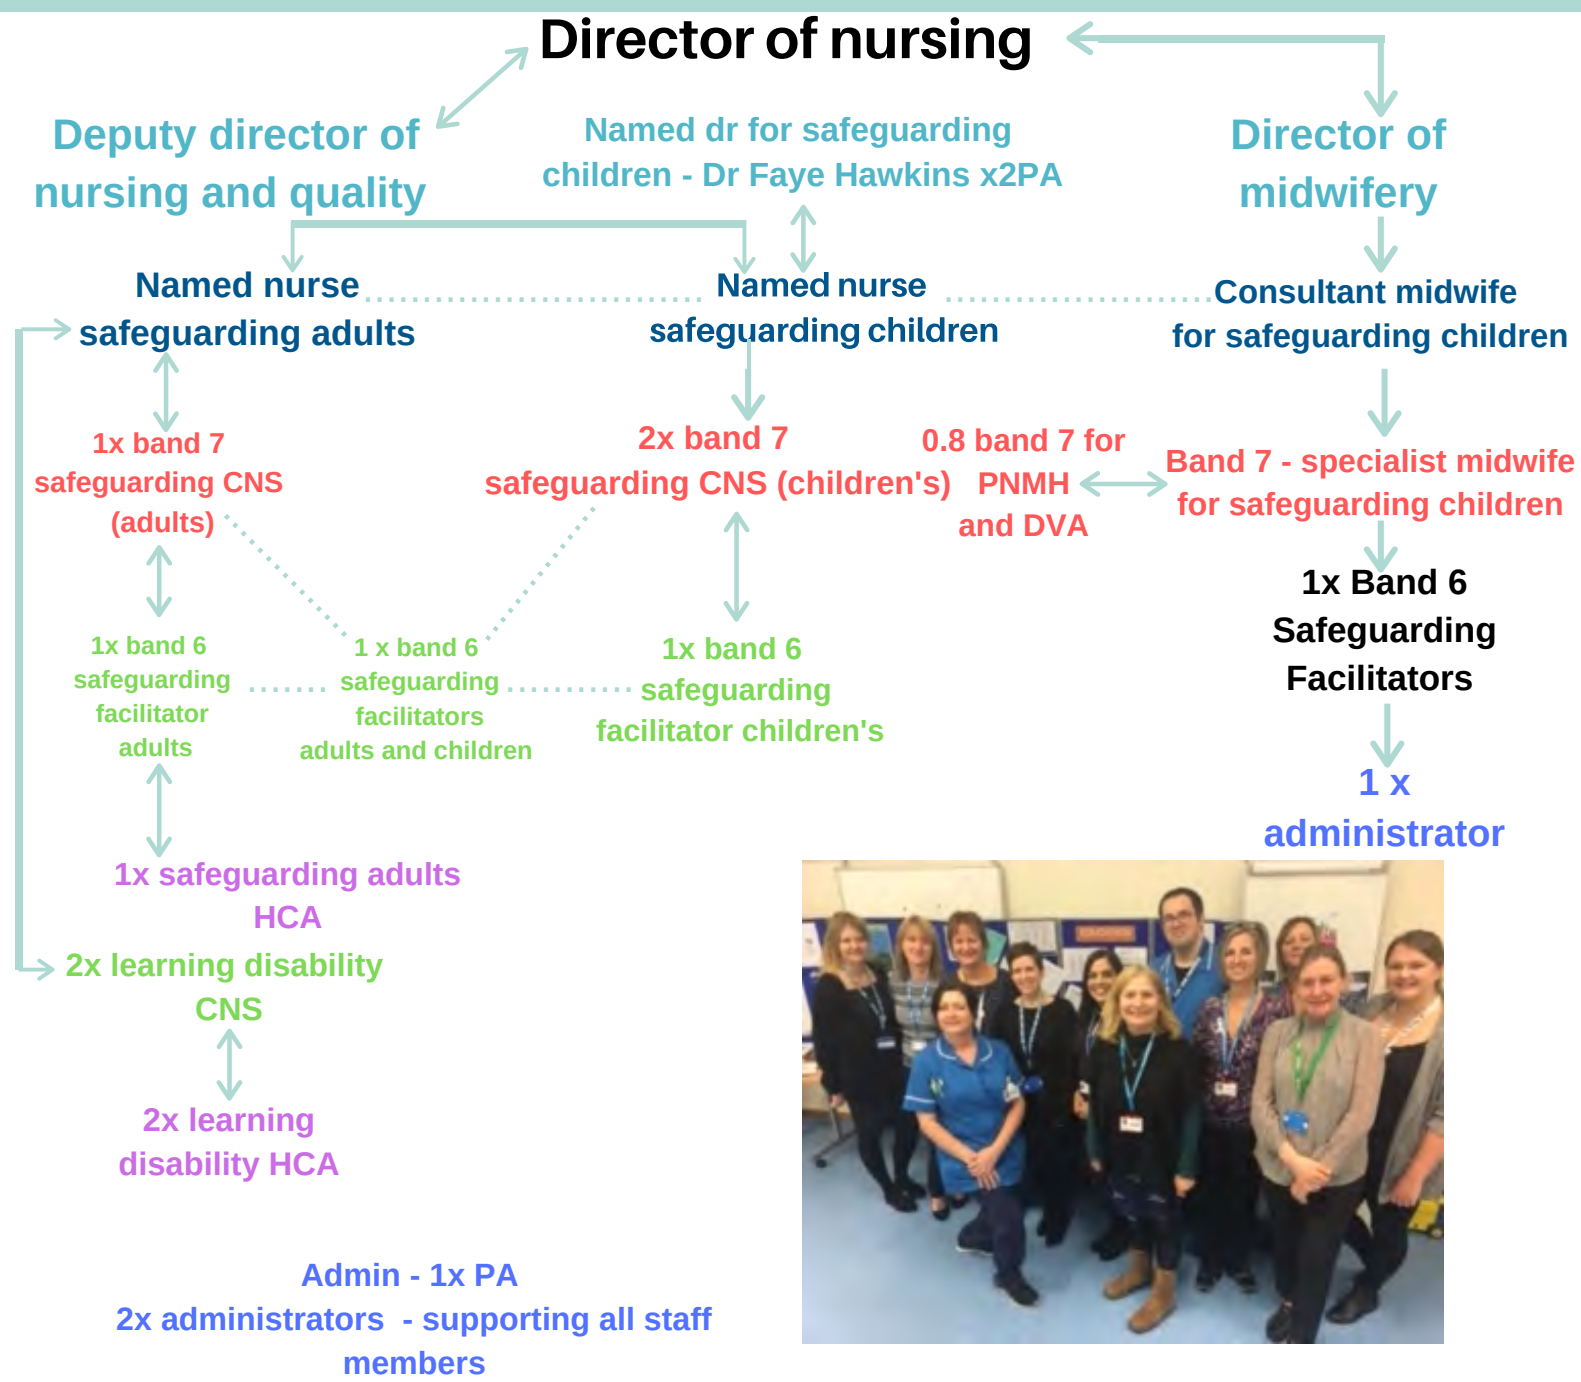 Director of nursing
Deputy director of
nursing and quality
Named dr for safeguarding
children - Dr Faye Hawkins x2PA
Director of
midwifery
Named nurse
safeguarding adults
Named nurse
safeguarding children
Consultant midwife
for safeguarding children
1x band 7
safeguarding CNS
(adults)
2x band 7
safeguarding CNS (children's)
0.8 band 7 for
PNMH
and DVA
Band 7 - specialist midwife
for safeguarding children
1x band 6
safeguarding
facilitator
adults
1 x band 6
safeguarding
facilitators
adults and children
1x band 6
safeguarding
facilitator children's
1x Band 6
Safeguarding
Facilitators
1 x
administrator
1x safeguarding adults
HCA
2x learning disability
CNS
2x learning
disability HCA
Admin - 1x PA
2x administrators  - supporting all staff
members